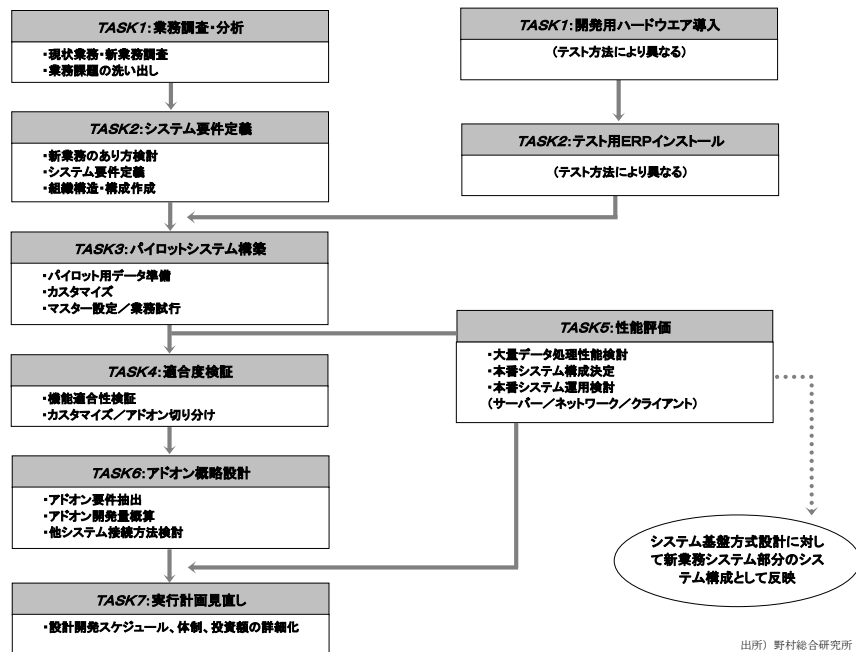 TASK1:業務調査・分析
・現状業務・新業務調査
・業務課題の洗い出し
TASK1:開発用ハードウエア導入
(テスト方法により異なる)
TASK2:システム要件定義
・新業務のあり方検討
・システム要件定義
・組織構造・構成作成
TASK2:テスト用ERPインストール
(テスト方法により異なる)
TASK3:パイロットシステム構築
・パイロット用データ準備
・カスタマイズ
・マスター設定/業務試行
TASK5:性能評価
・大量データ処理性能検討
・本番システム構成決定
・本番システム運用検討
(サーバー/ネットワーク/クライアント)
TASK4:適合度検証
・機能適合性検証
・カスタマイズ/アドオン切り分け
TASK6:アドオン概略設計
・アドオン要件抽出
・アドオン開発量概算
・他システム接続方法検討
システム基盤方式設計に対し
て新業務システム部分のシス
テム構成として反映
TASK7:実行計画見直し
・設計開発スケジュール、体制、投資額の詳細化
出所)野村総合研究所